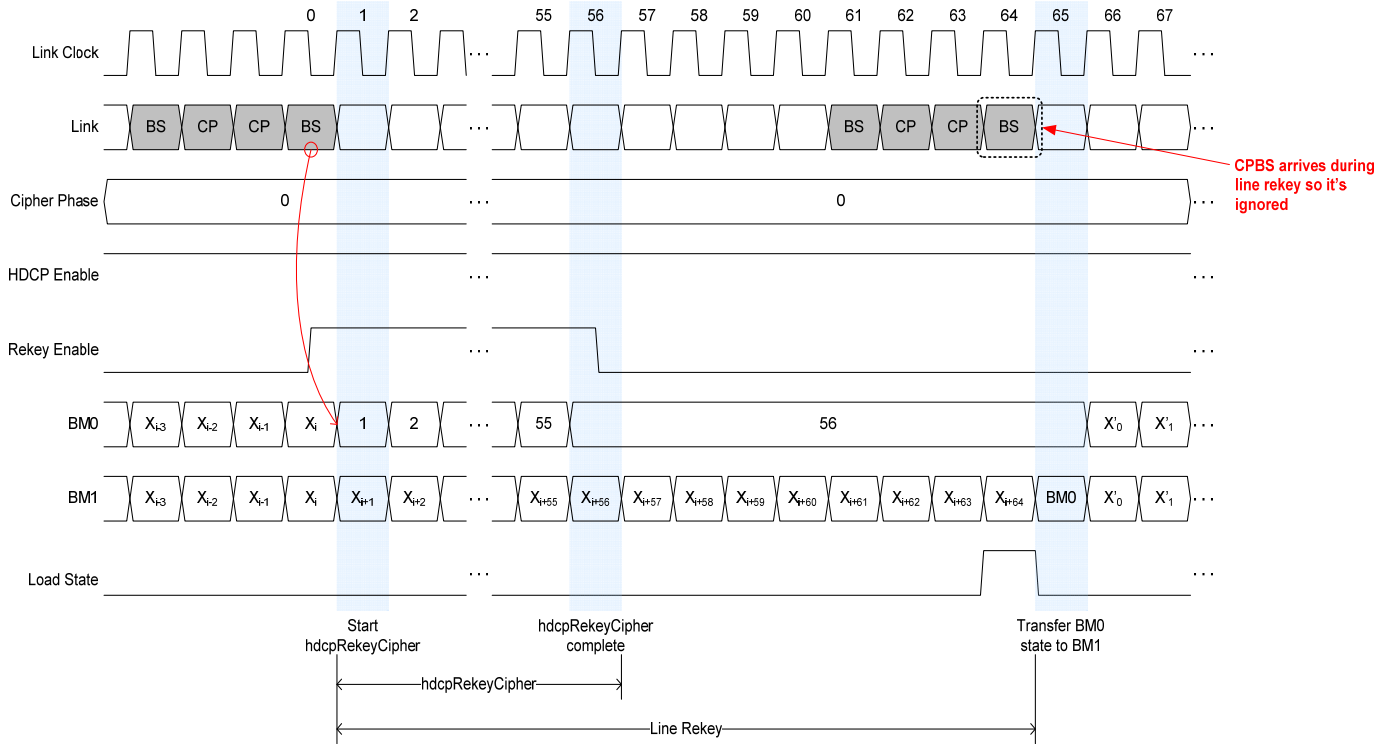 0 1 2 55 56 57 58 59 60 61 62 63 64 65 66 67
Link Clock ... ...
Link BS CP CP BS ... BS CP CP BS ...
CPBS arrives during
line rekey so it's
ignored
Cipher Phase 0 ... 0 ...
HDCP Enable ... ...
Rekey Enable ... ...
BM0 Xi-3 Xi-2 Xi-1 Xi 1 2 ... 55 56 X'0 X'1 ...
BM1 Xi-3 Xi-2 Xi-1 Xi Xi+1 Xi+2 ... Xi+55 Xi+56 Xi+57 Xi+58 Xi+59 Xi+60 Xi+61 Xi+62 Xi+63 Xi+64 BM0 X'0 X'1 ...
Load State ... ...
Start
hdcpRekeyCipher
hdcpRekeyCipher
complete
Transfer BM0
state to BM1
hdcpRekeyCipher
Line Rekey